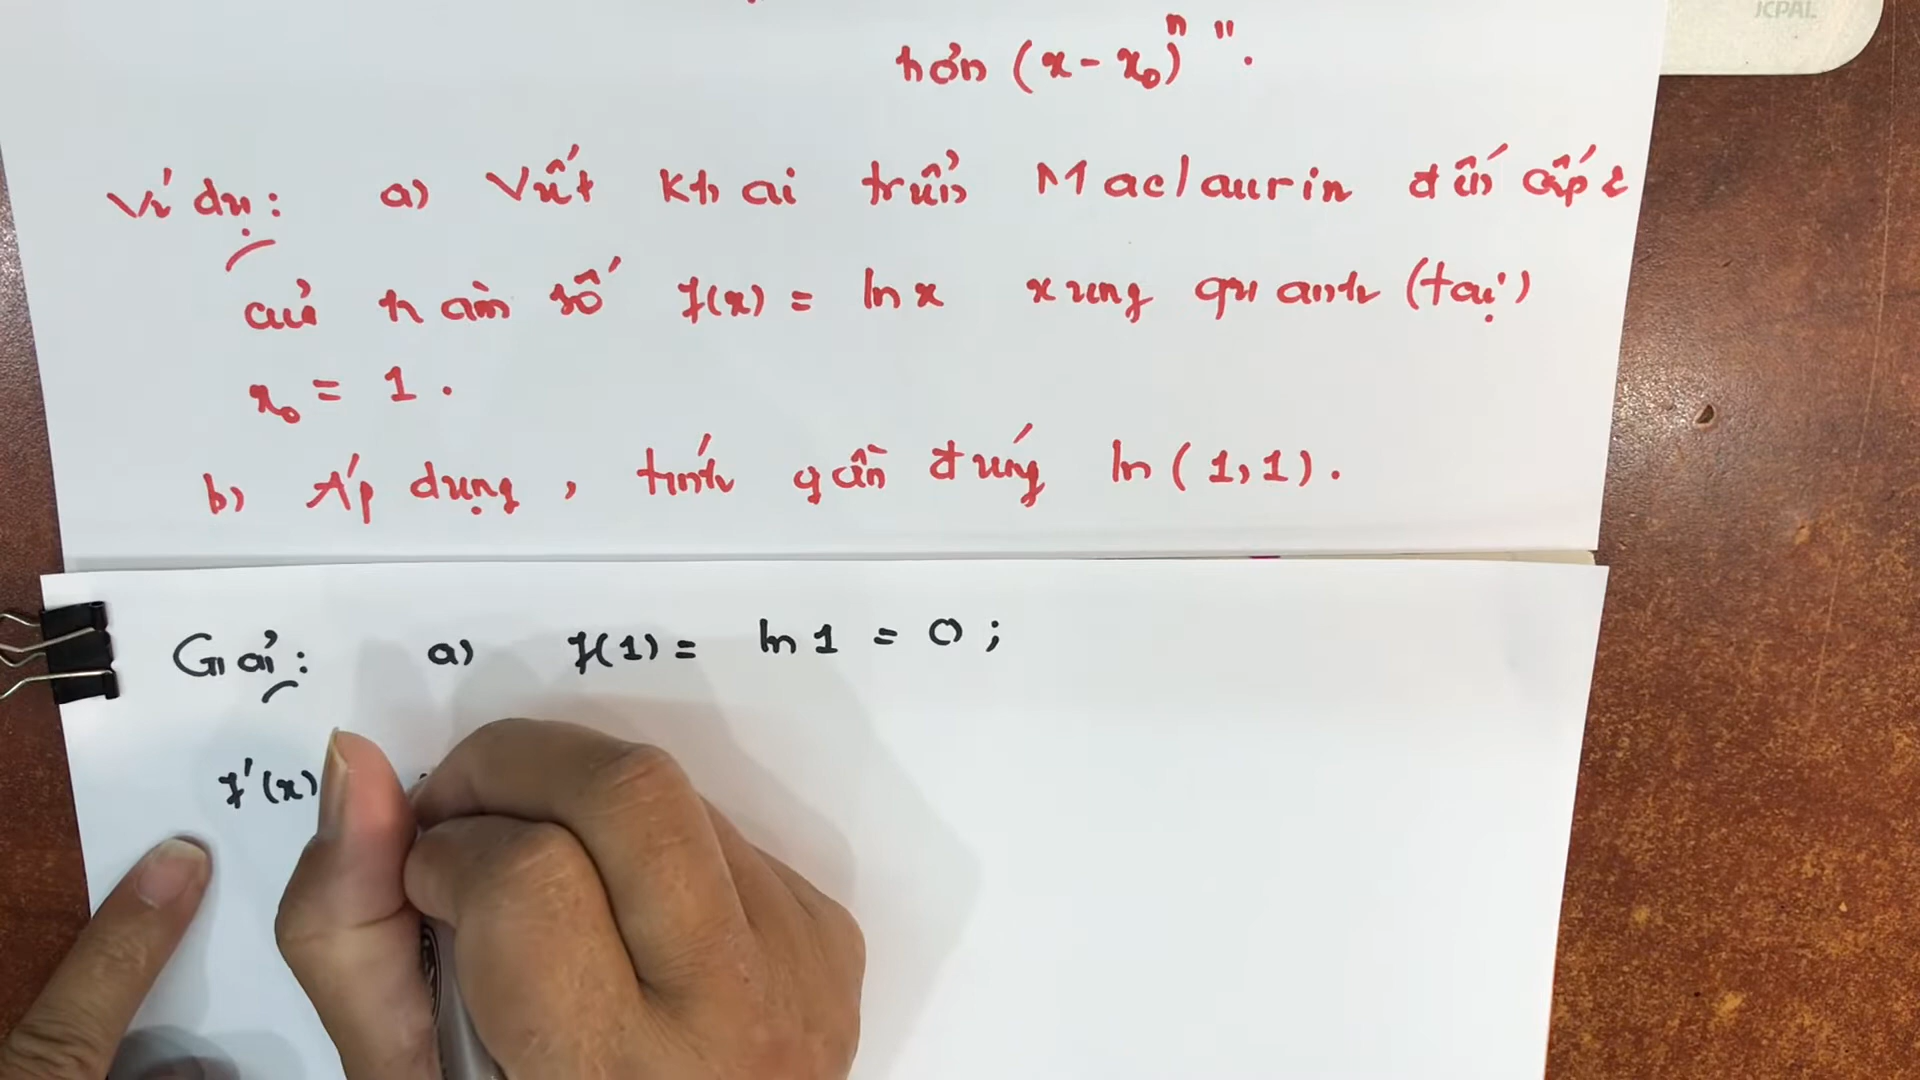 JCPAL
hơn (x - x₀)ⁿ ".
Ví dụ: a) Viết khai triển Maclaurin đến cấp 2
của hàm số f(x) = ln x xung quanh (tại)
x₀ = 1.
b) Áp dụng, tính gần đúng ln(1,1).
Giải: a) f(1) = ln 1 = 0;
f'(x)